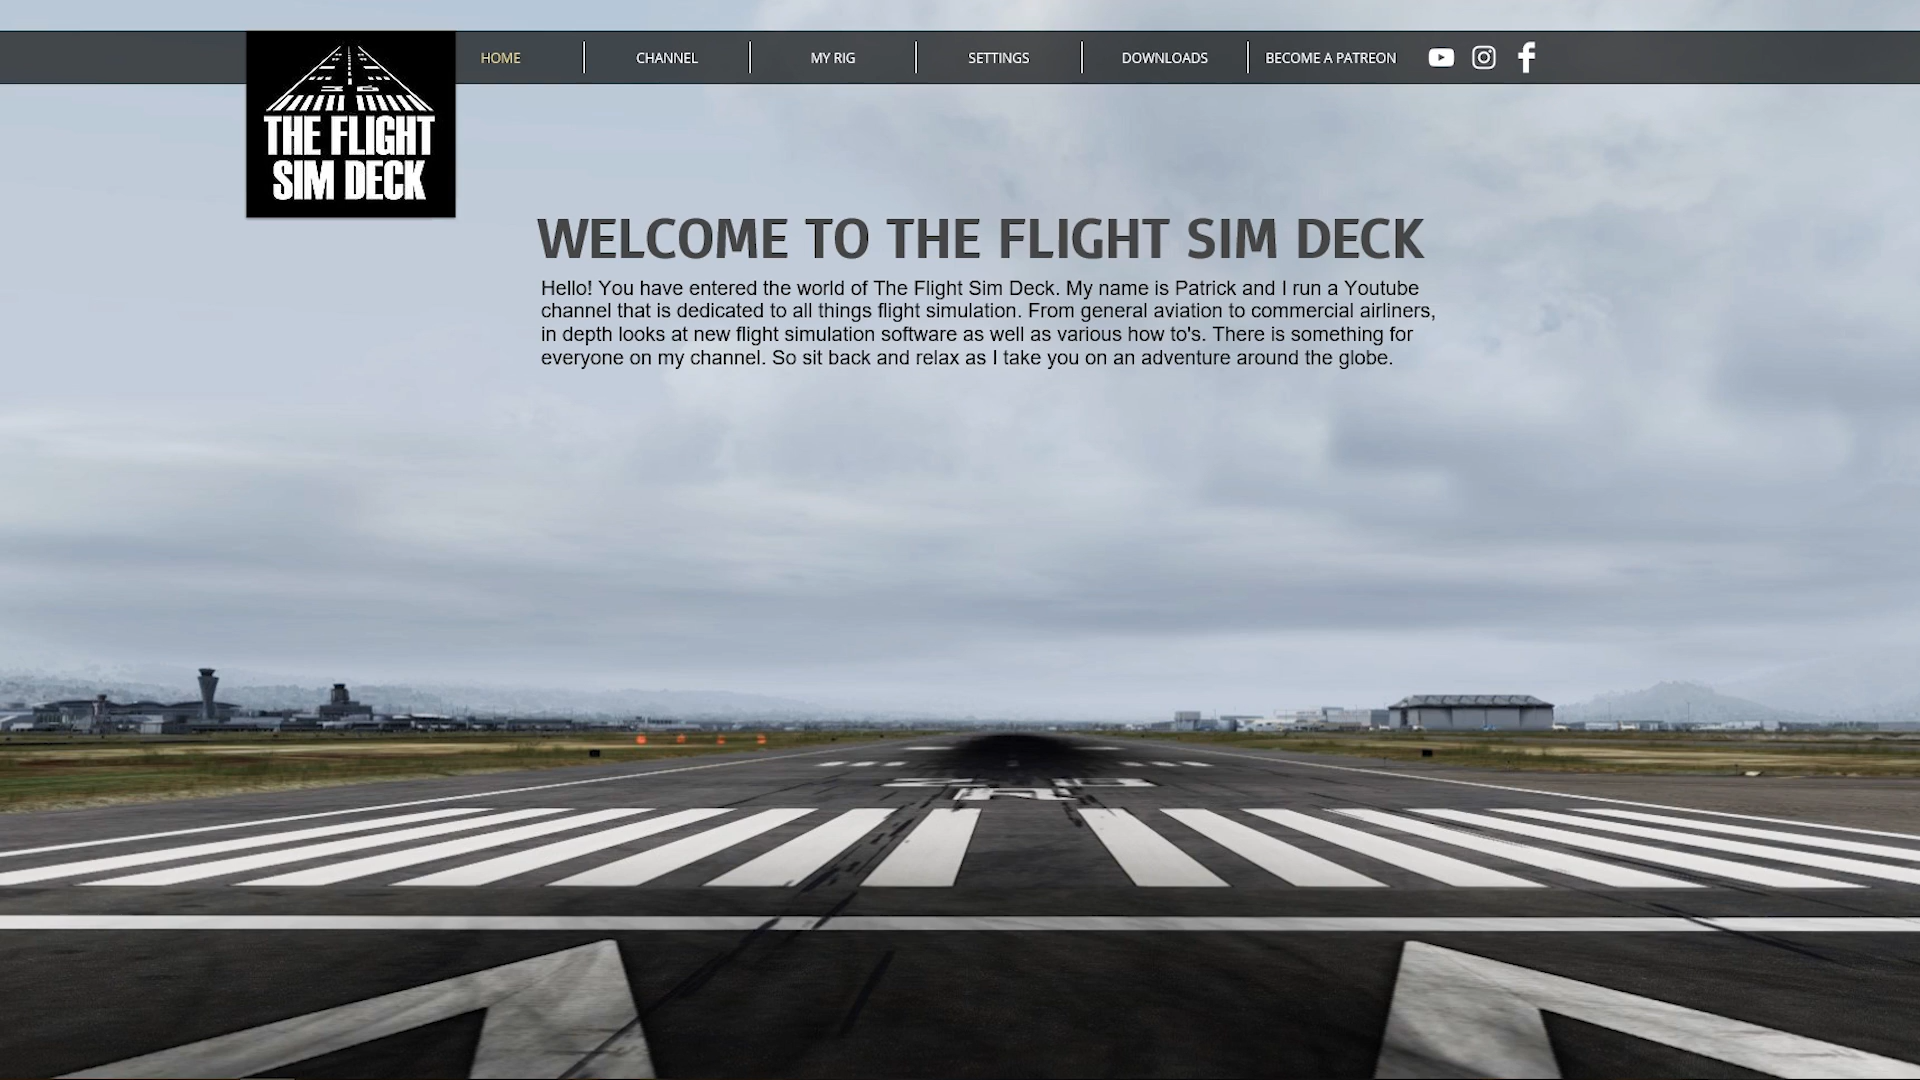 HOME
CHANNEL
MY RIG
SETTINGS
DOWNLOADS
BECOME A PATREON
36
THE FLIGHT
SIM DECK
WELCOME TO THE FLIGHT SIM DECK
Hello! You have entered the world of The Flight Sim Deck. My name is Patrick and I run a Youtube
channel that is dedicated to all things flight simulation. From general aviation to commercial airliners,
in depth looks at new flight simulation software as well as various how to's. There is something for
everyone on my channel. So sit back and relax as I take you on an adventure around the globe.